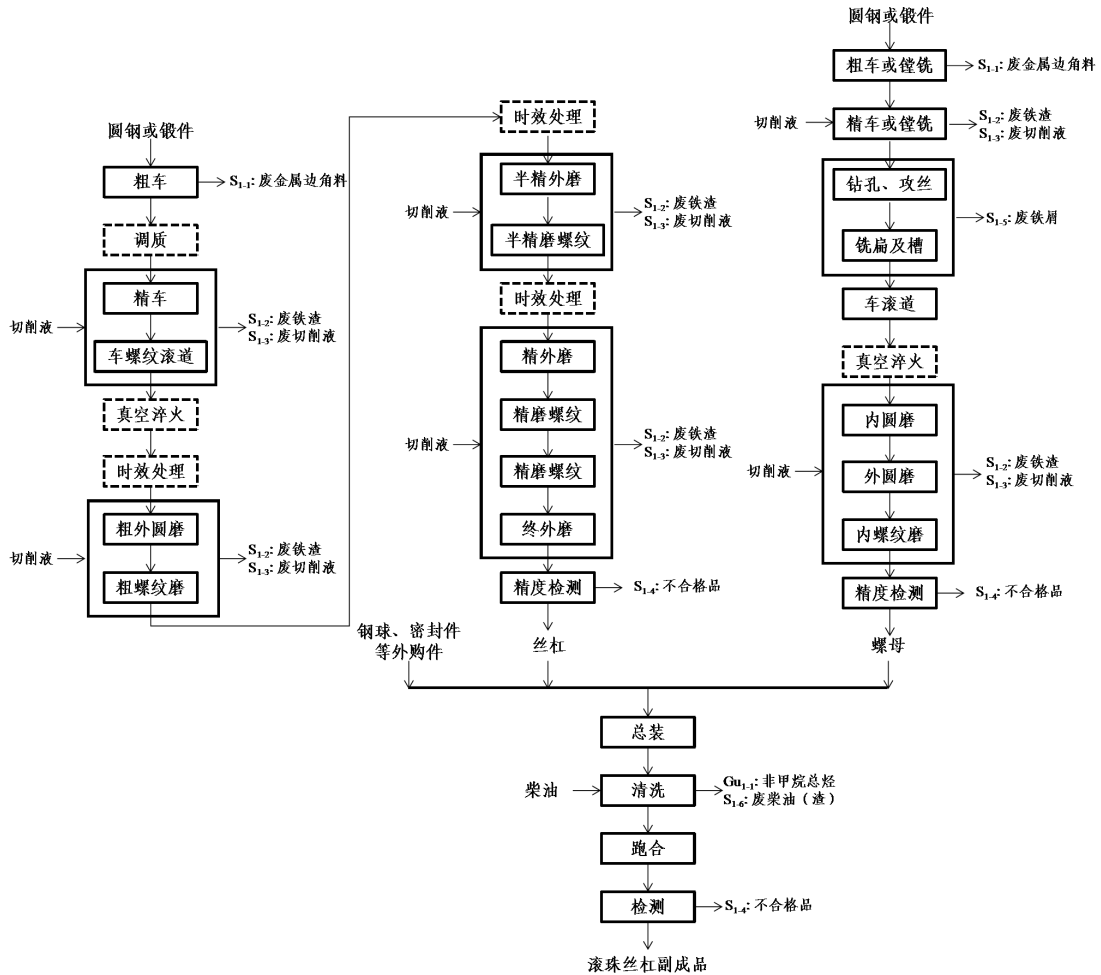 圆钢或锻件
粗车
S₁₋₁: 废金属边角料
调质
精车
切削液
S₁₋₂: 废铁渣
S₁₋₃: 废切削液
车螺纹滚道
真空淬火
时效处理
粗外圆磨
切削液
S₁₋₂: 废铁渣
S₁₋₃: 废切削液
粗螺纹磨
时效处理
半精外磨
切削液
S₁₋₂: 废铁渣
S₁₋₃: 废切削液
半精磨螺纹
时效处理
精外磨
精磨螺纹
切削液
S₁₋₂: 废铁渣
S₁₋₃: 废切削液
精磨螺纹
终外磨
精度检测
S₁₋₄: 不合格品
丝杠
圆钢或锻件
粗车或镗铣
S₁₋₁: 废金属边角料
切削液
精车或镗铣
S₁₋₂: 废铁渣
S₁₋₃: 废切削液
钻孔、攻丝
S₁₋₅: 废铁屑
铣扁及槽
车滚道
真空淬火
内圆磨
切削液
外圆磨
S₁₋₂: 废铁渣
S₁₋₃: 废切削液
内螺纹磨
精度检测
S₁₋₄: 不合格品
螺母
钢球、密封件
等外购件
总装
柴油
清洗
Gu₁₋₁: 非甲烷总烃
S₁₋₆: 废柴油（渣）
跑合
检测
S₁₋₄: 不合格品
滚珠丝杠副成品